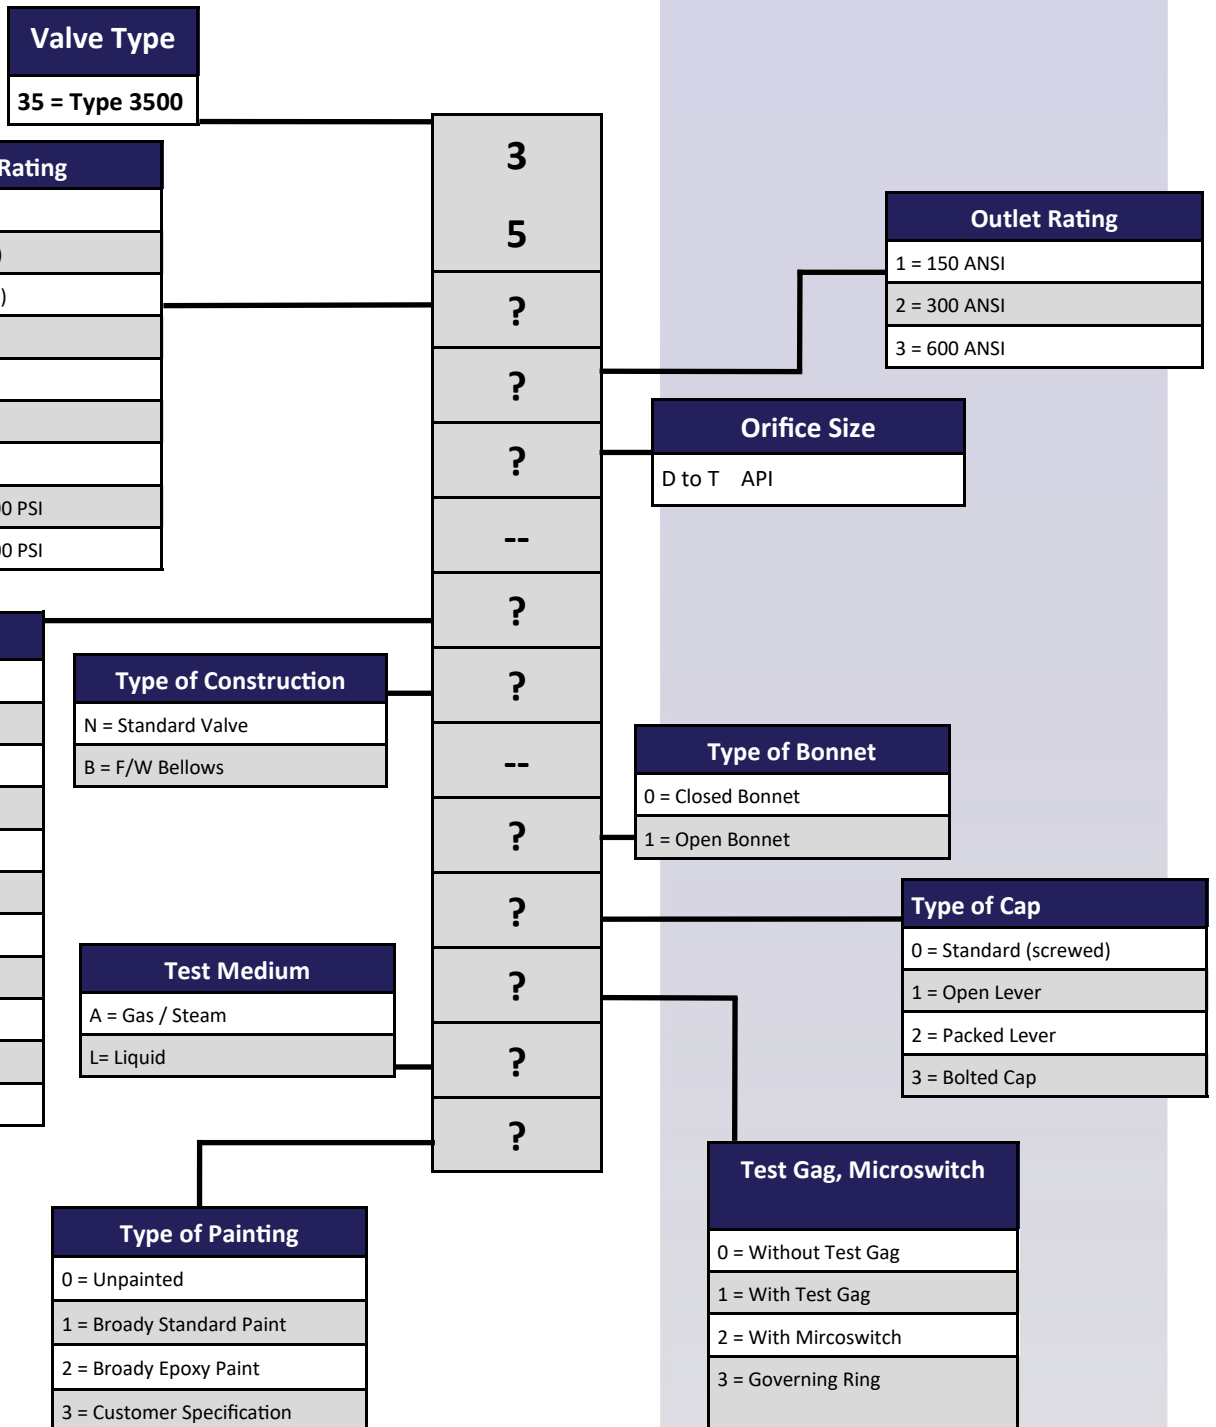 Valve Type
35 = Type 3500
Rating
)
)
00 PSI
00 PSI
3
5
?
?
?
--
?
?
--
?
?
?
?
?
Outlet Rating
1 = 150 ANSI
2 = 300 ANSI
3 = 600 ANSI
Orifice Size
D to T API
Type of Construction
N = Standard Valve
B = F/W Bellows
Type of Bonnet
0 = Closed Bonnet
1 = Open Bonnet
Type of Cap
0 = Standard (screwed)
1 = Open Lever
2 = Packed Lever
3 = Bolted Cap
Test Medium
A = Gas / Steam
L= Liquid
Test Gag, Microswitch
0 = Without Test Gag
1 = With Test Gag
2 = With Mircoswitch
3 = Governing Ring
Type of Painting
0 = Unpainted
1 = Broady Standard Paint
2 = Broady Epoxy Paint
3 = Customer Specification